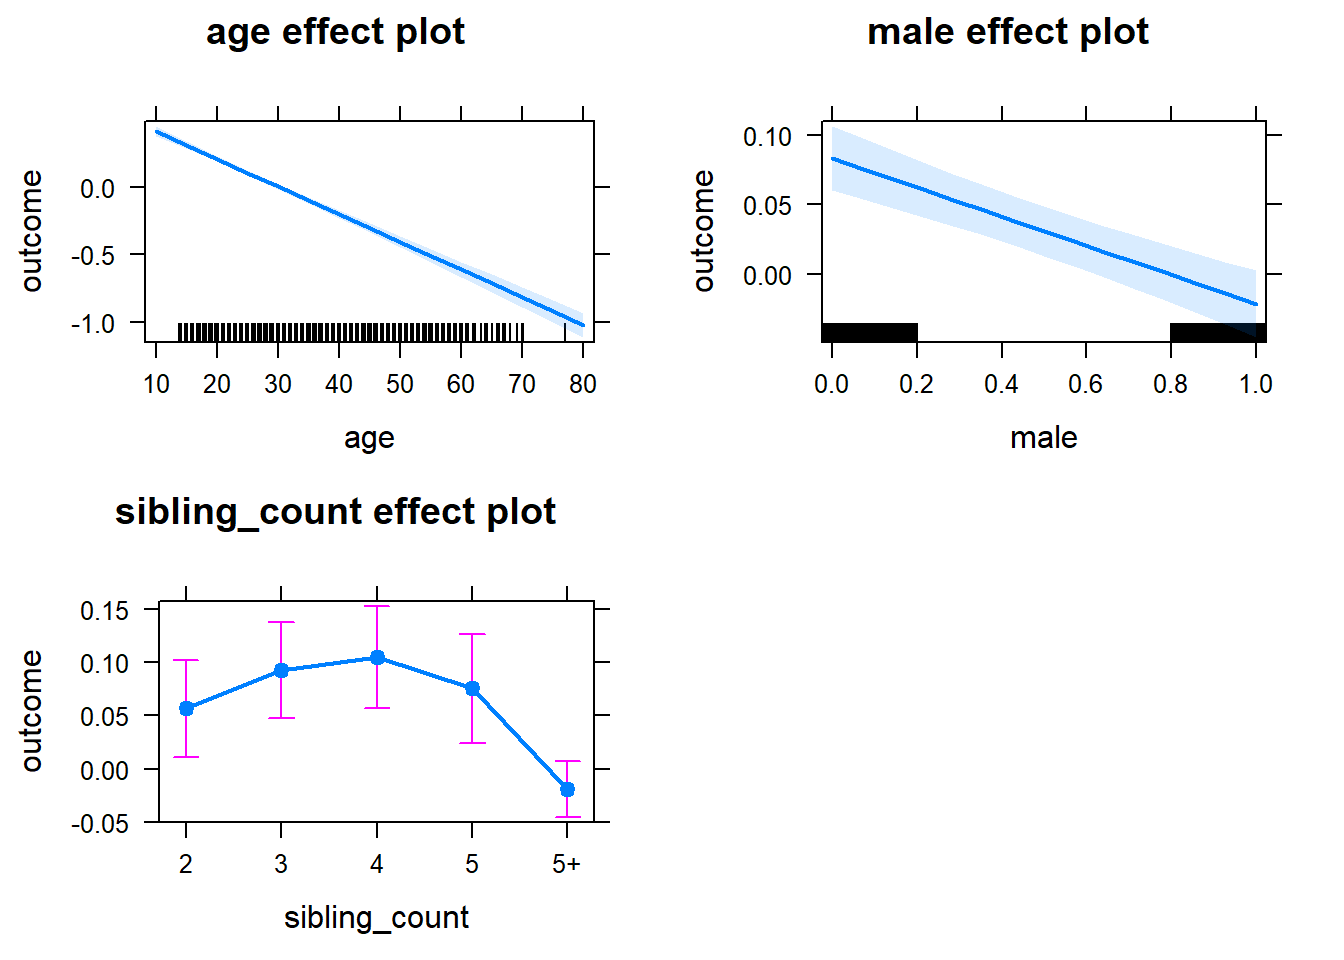 age effect plot
outcome
0.0
-0.5
-1.0
10 20 30 40 50 60 70 80
age
male effect plot
outcome
0.10
0.05
0.00
0.0 0.2 0.4 0.6 0.8 1.0
male
sibling_count effect plot
outcome
0.15
0.10
0.05
0.00
-0.05
2 3 4 5 5+
sibling_count